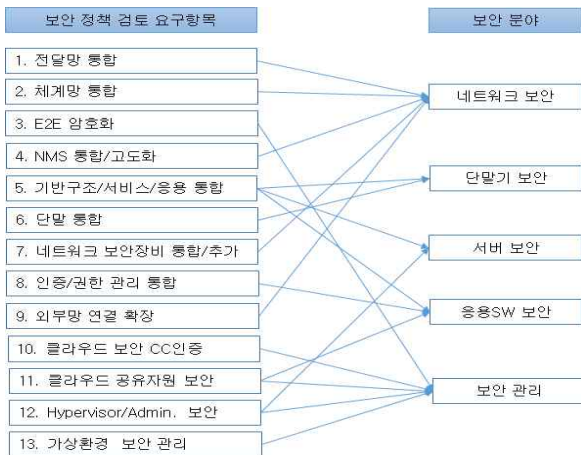 보안 정책 검토 요구항목
보안 분야
1. 전달망 통합
2. 체계망 통합
3. E2E 암호화
4. NMS 통합/고도화
5. 기반구조/서비스/응용 통합
6. 단말 통합
7. 네트워크 보안장비 통합/추가
8. 인증/권한 관리 통합
9. 외부망 연결 확장
10. 클라우드 보안 CC인증
11. 클라우드 공유자원 보안
12. Hypervisor/Admin. 보안
13. 가상환경 보안 관리
네트워크 보안
단말기 보안
서버 보안
응용SW 보안
보안 관리